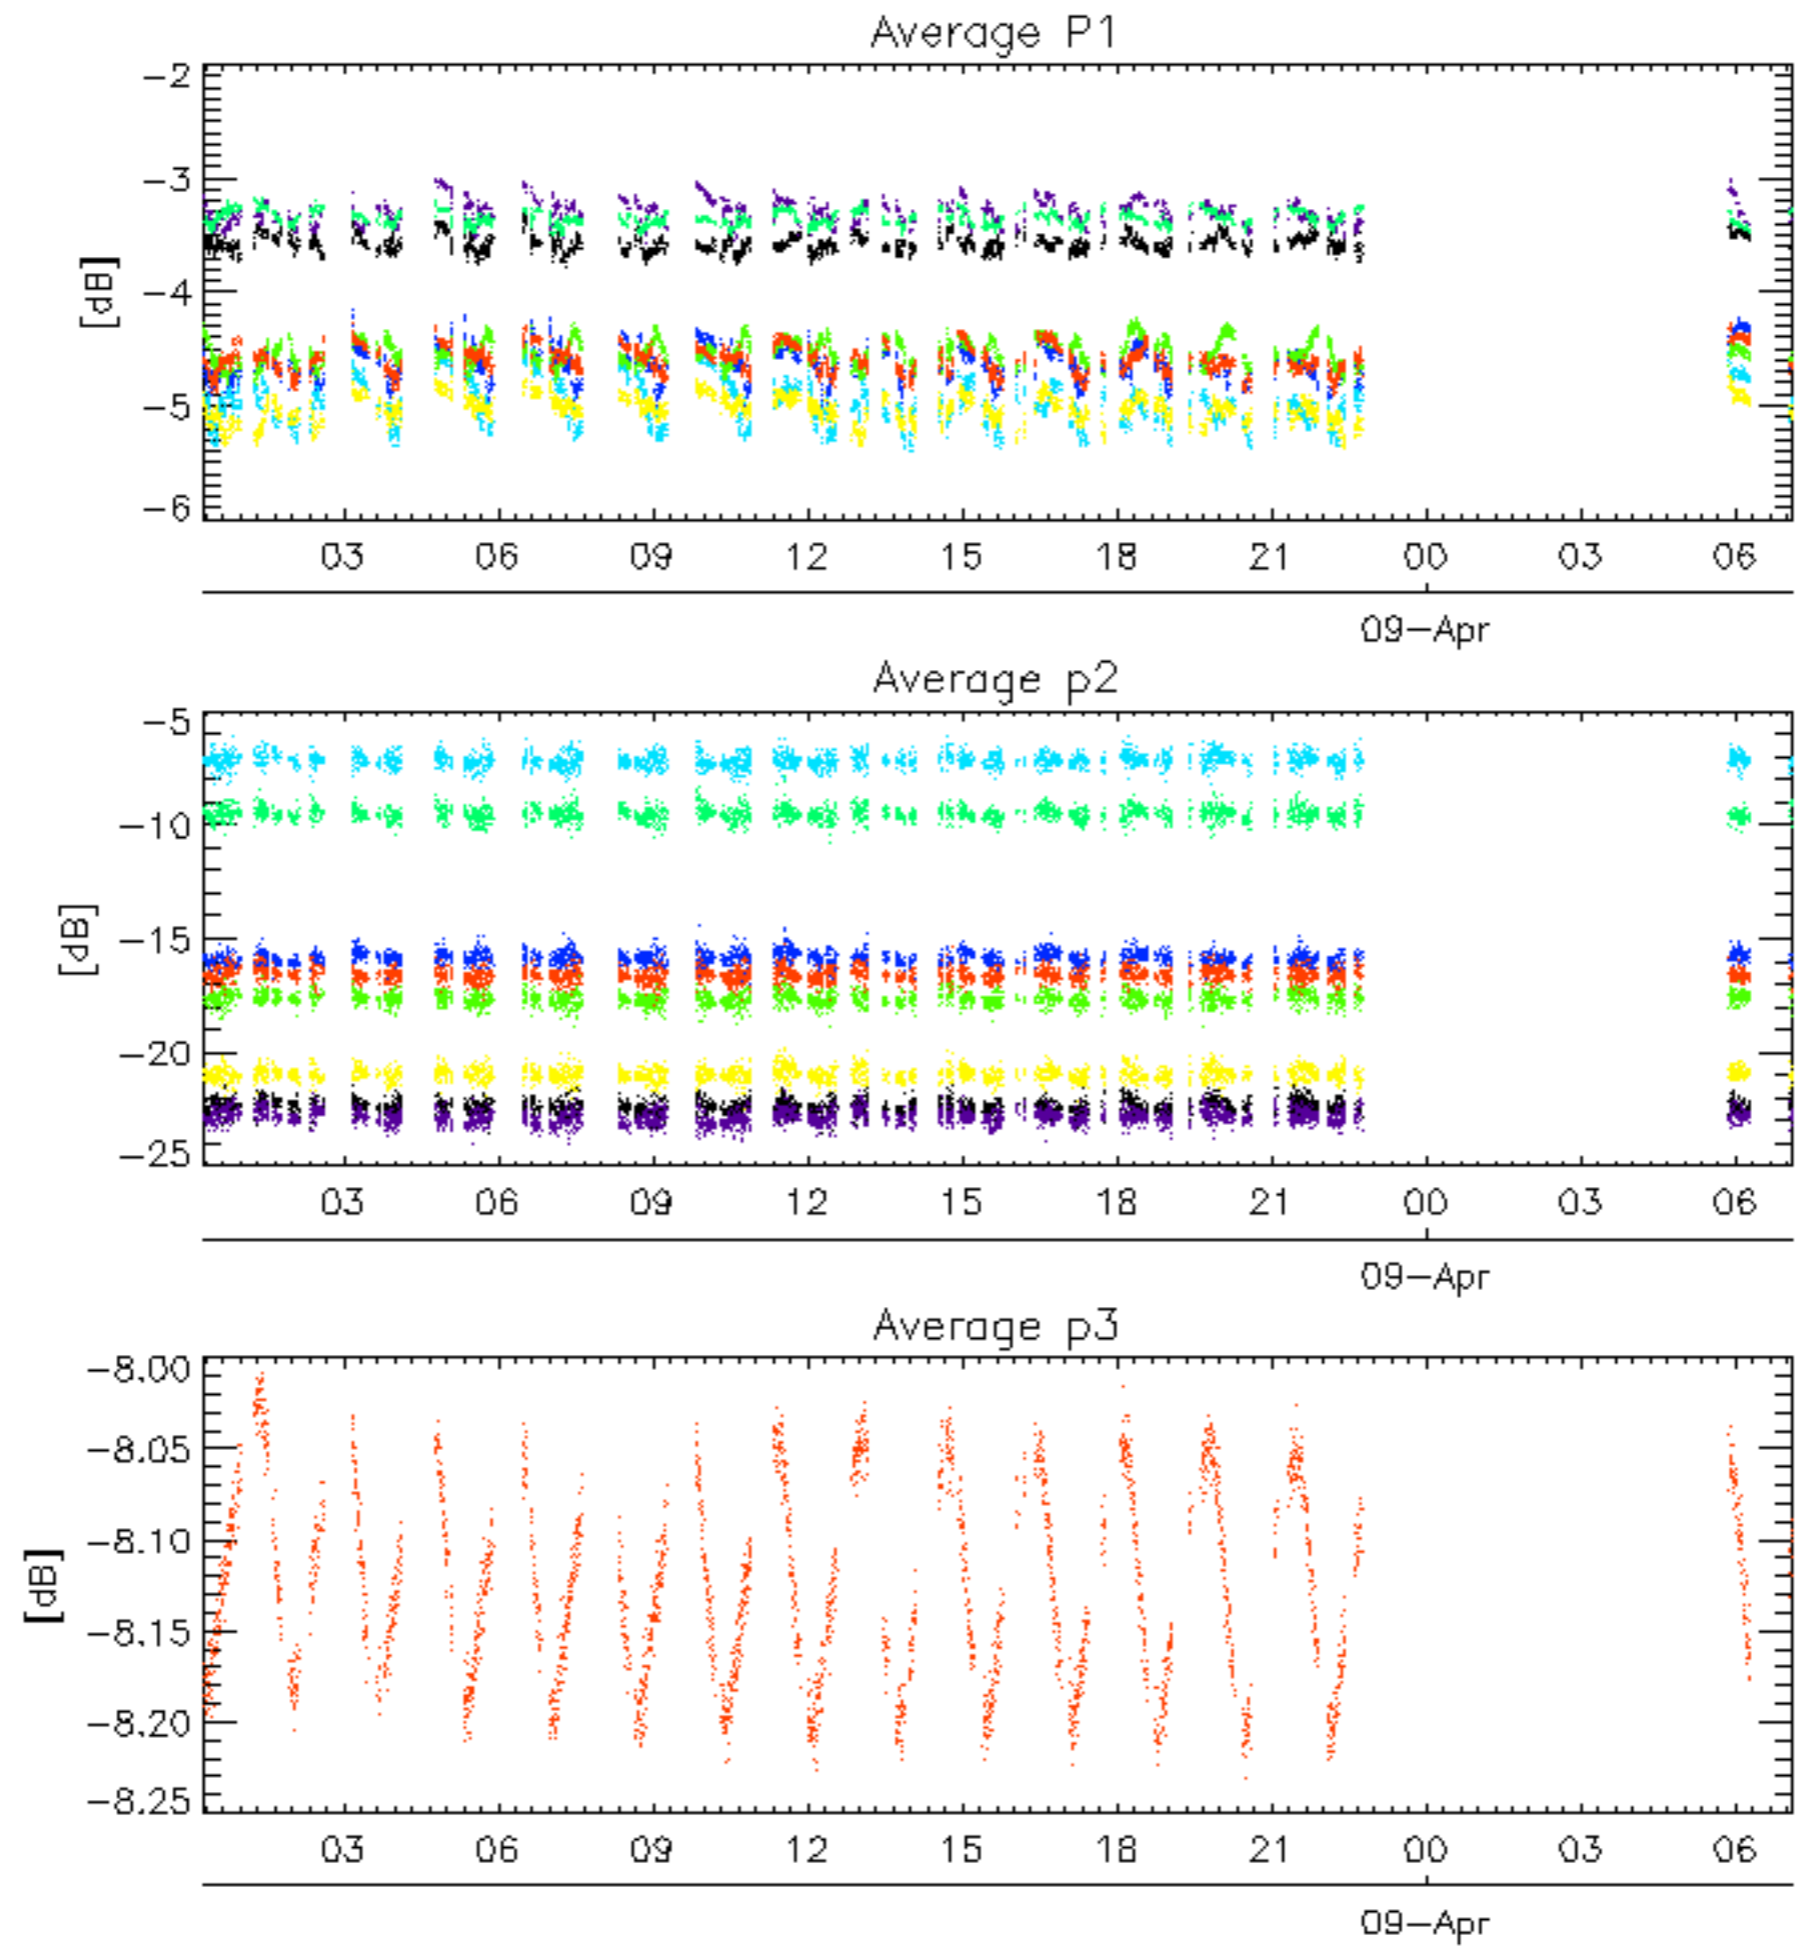 Average P1
−2
−3
−4
−5
−6
[dB]
03 06 09 12 15 18 21 00 03 06
09−Apr
Average p2
−5
−10
−15
−20
−25
[dB]
03 06 09 12 15 18 21 00 03 06
09−Apr
Average p3
−8.00
−8.05
−8.10
−8.15
−8.20
−8.25
[dB]
03 06 09 12 15 18 21 00 03 06
09−Apr